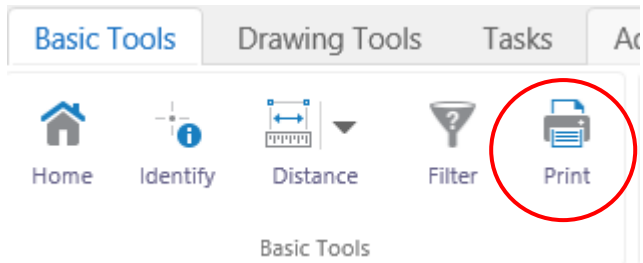 Basic Tools Drawing Tools Tasks
Home Identify Distance Filter Print
Basic Tools